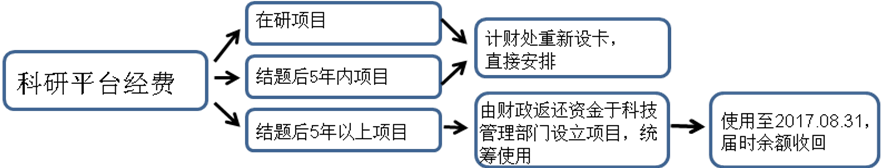 科研平台经费
在研项目
结题后5年内项目
结题后5年以上项目
计财处重新设卡，
直接安排
由财政返还资金于科技
管理部门设立项目，统
筹使用
使用至2017.08.31,
届时余额收回